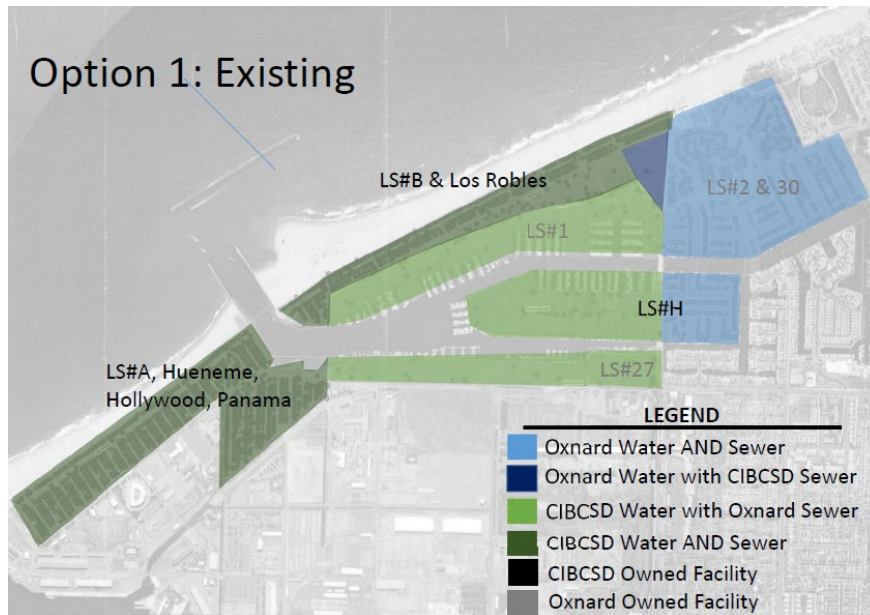 Option 1: Existing
LS#B & Los Robles
LS#2 & 30
LS#1
LS#H
LS#A, Hueneme,
Hollywood, Panama
LS#27
LEGEND
Oxnard Water AND Sewer
Oxnard Water with CIBCSD Sewer
CIBCSD Water with Oxnard Sewer
CIBCSD Water AND Sewer
CIBCSD Owned Facility
Oxnard Owned Facility